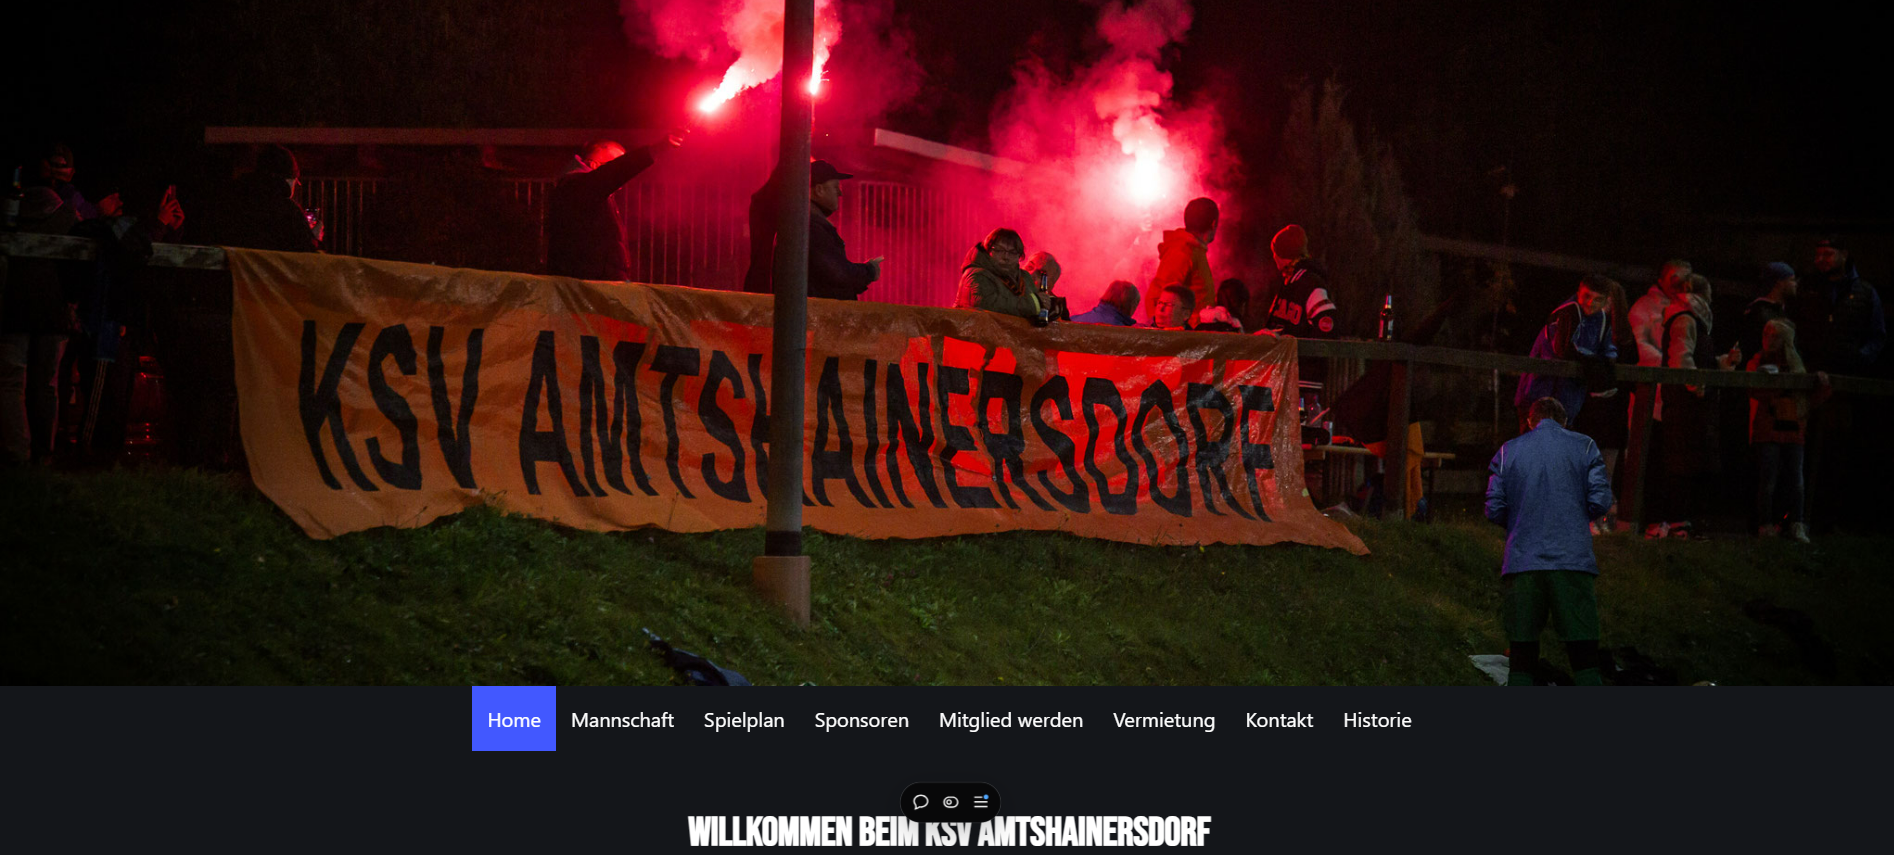 KSV AMTSHAINERSDORF
Home Mannschaft Spielplan Sponsoren Mitglied werden Vermietung Kontakt Historie
WILLKOMMEN BEIM KSV AMTSHAINERSDORF